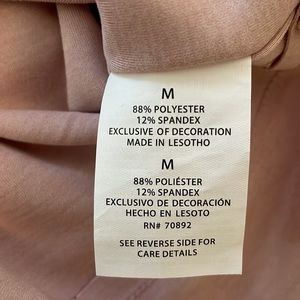 M
88% POLYESTER
12% SPANDEX
EXCLUSIVE OF DECORATION
MADE IN LESOTHO
M
88% POLIÉSTER
12% SPANDEX
EXCLUSIVO DE DECORACIÓN
HECHO EN LESOTO
RN# 70892
SEE REVERSE SIDE FOR
CARE DETAILS